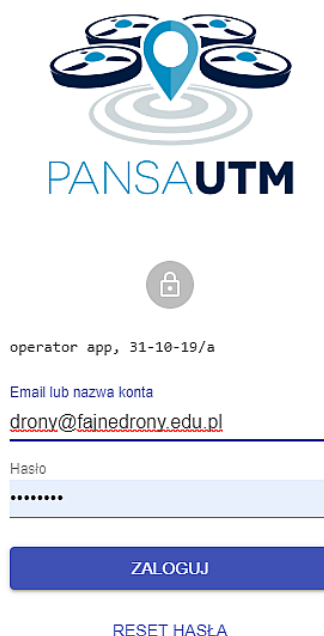 PANSAUTM
operator app, 31-10-19/a
Email lub nazwa konta
drony@fajnedrony.edu.pl
Hasło
••••••••
ZALOGUJ
RESET HASŁA